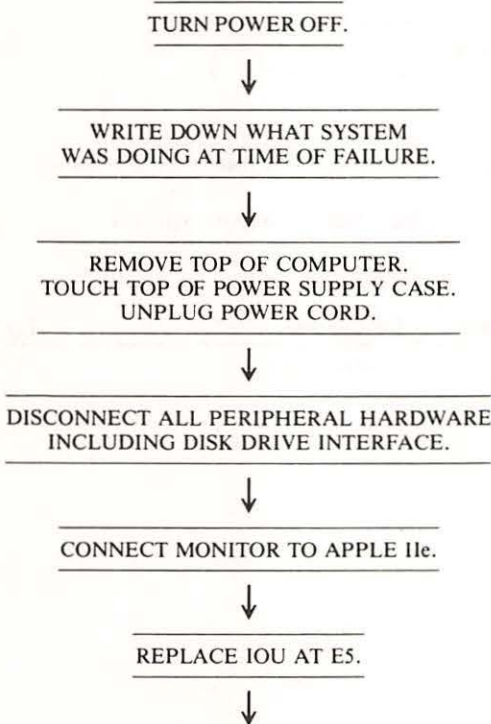 TURN POWER OFF.
WRITE DOWN WHAT SYSTEM
WAS DOING AT TIME OF FAILURE.
REMOVE TOP OF COMPUTER.
TOUCH TOP OF POWER SUPPLY CASE.
UNPLUG POWER CORD.
DISCONNECT ALL PERIPHERAL HARDWARE
INCLUDING DISK DRIVE INTERFACE.
CONNECT MONITOR TO APPLE IIe.
REPLACE IOU AT E5.